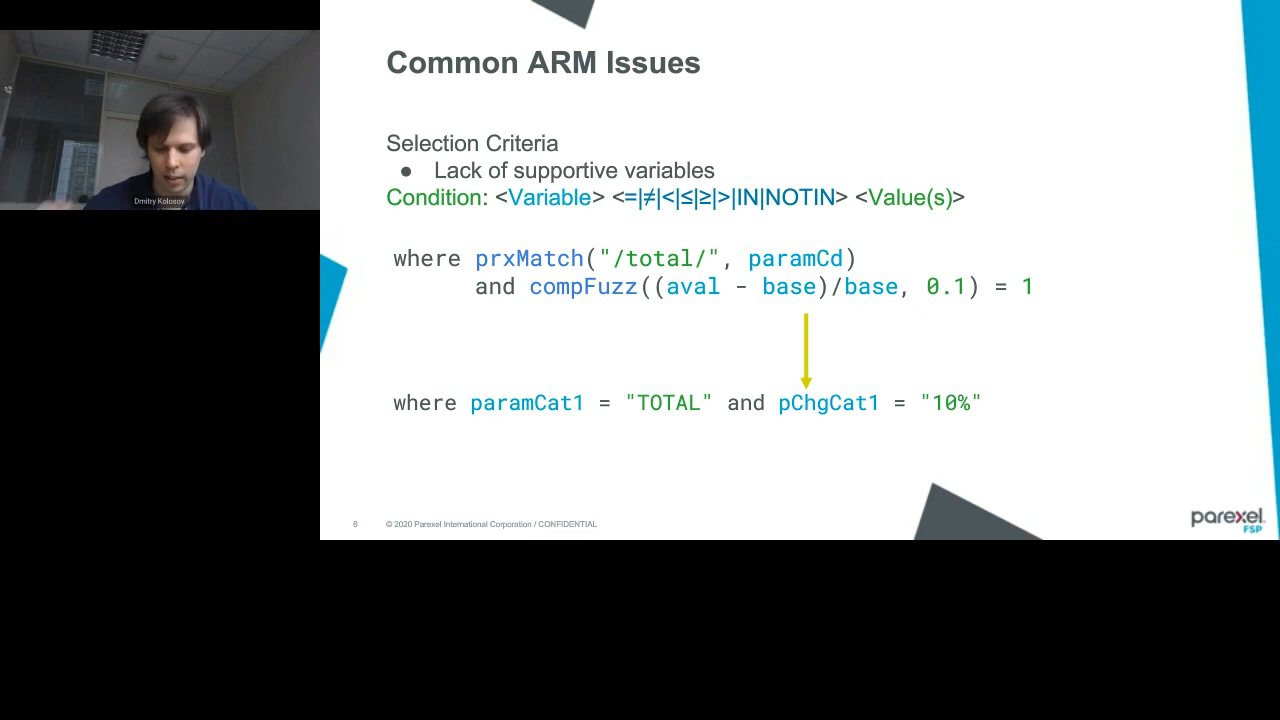 Common ARM Issues
Selection Criteria
● Lack of supportive variables
Condition: <Variable> <=|≠|<|≤|≥|>|IN|NOTIN> <Value(s)>
where prxMatch("/total/", paramCd)
and compFuzz((aval - base)/base, 0.1) = 1
where paramCat1 = "TOTAL" and pChgCat1 = "10%"
6 © 2020 Parexel International Corporation / CONFIDENTIAL
parexel.
FSP
Dmitry Kolosov